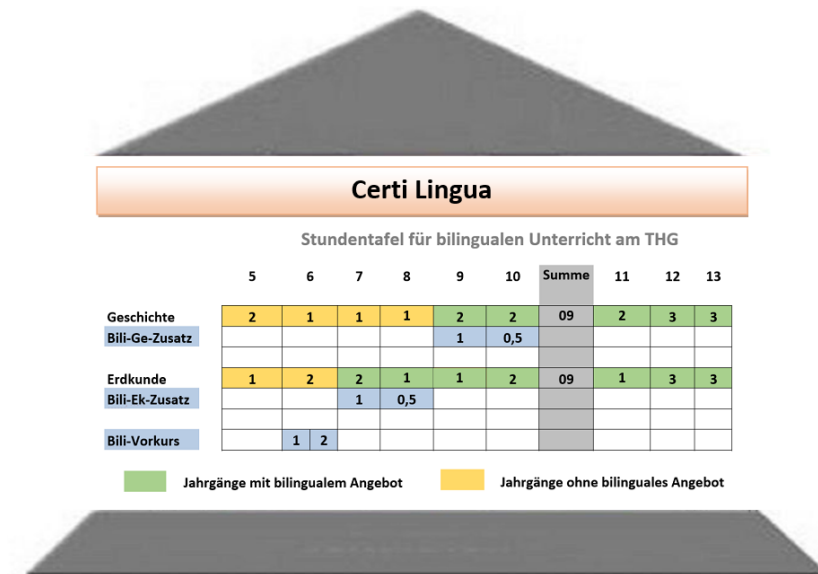 Certi Lingua
Stundentafel für bilingualen Unterricht am THG
5 6 7 8 9 10 Summe 11 12 13
Geschichte 2 1 1 1 2 2 09 2 3 3
Bili-Ge-Zusatz 1 0,5
Erdkunde 1 2 2 1 1 2 09 1 3 3
Bili-Ek-Zusatz 1 0,5
Bili-Vorkurs 1 2
Jahrgänge mit bilingualem Angebot Jahrgänge ohne bilinguales Angebot